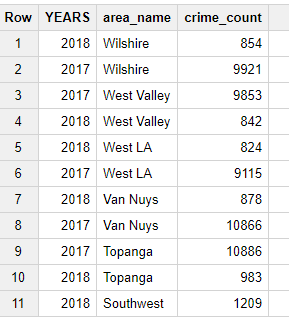 Row YEARS area_name crime_count
1 2018 Wilshire 854
2 2017 Wilshire 9921
3 2017 West Valley 9853
4 2018 West Valley 842
5 2018 West LA 824
6 2017 West LA 9115
7 2018 Van Nuys 878
8 2017 Van Nuys 10866
9 2017 Topanga 10886
10 2018 Topanga 983
11 2018 Southwest 1209